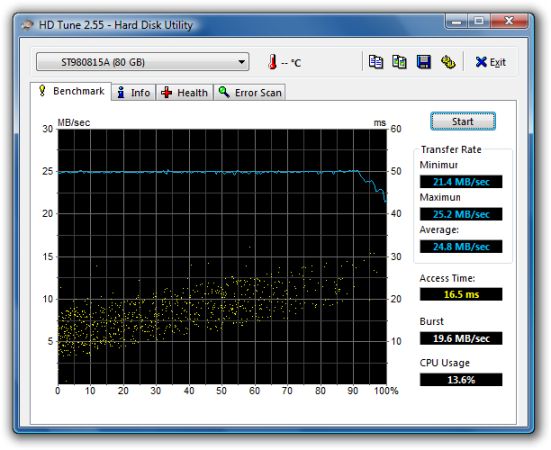 HD Tune 2.55 - Hard Disk Utility
ST980815A (80 GB)
-- °C
Exit
Benchmark
Info
Health
Error Scan
MB/sec
ms
30
60
25
50
20
40
15
30
10
20
5
10
0 10 20 30 40 50 60 70 80 90 100%
Start
Transfer Rate
Minimur
21.4 MB/sec
Maximun
25.2 MB/sec
Average:
24.8 MB/sec
Access Time:
16.5 ms
Burst
19.6 MB/sec
CPU Usage
13.6%